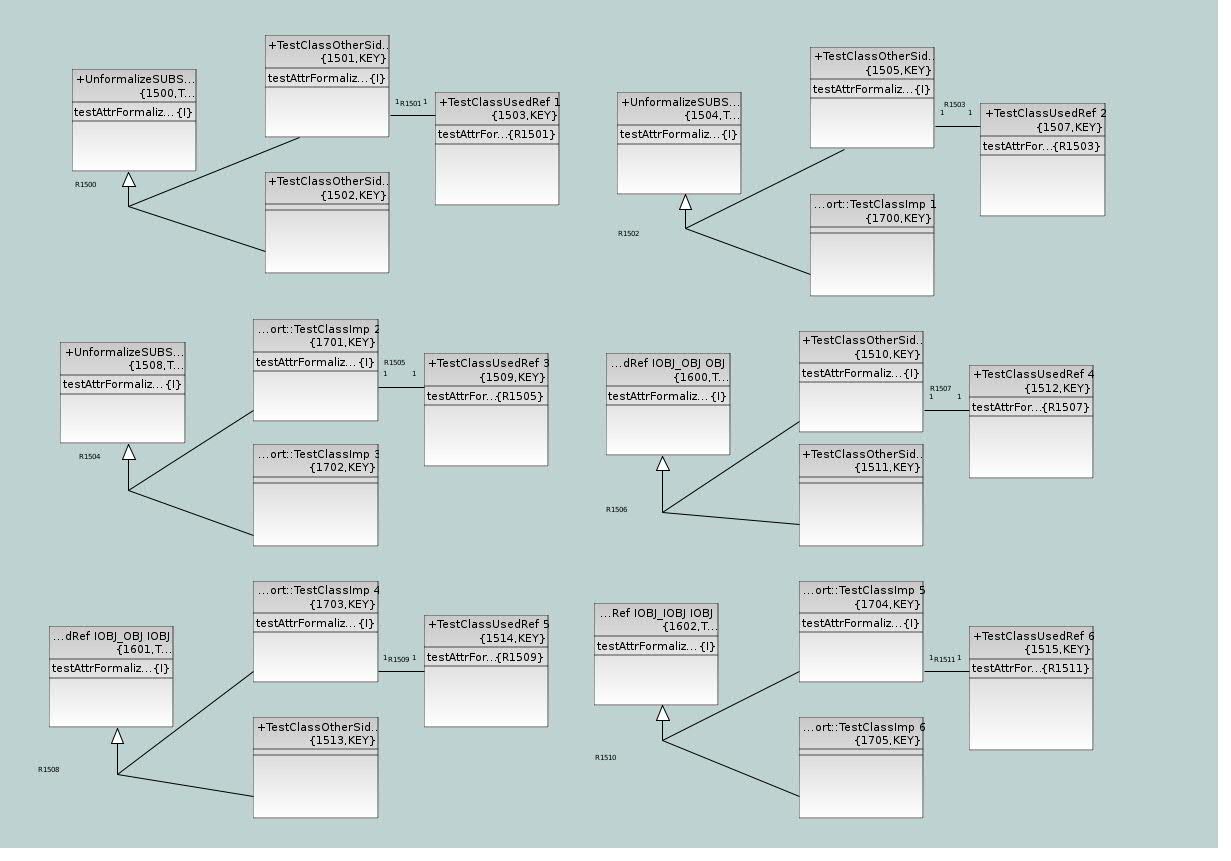 +TestClassOtherSid..
{1501,KEY}
testAttrFormaliz... {I}
+UnformalizeSUBS...
{1500,T...
testAttrFormaliz... {I}
1 R1501 1
+TestClassUsedRef 1
{1503,KEY}
testAttrFor...{R1501}
R1500
+TestClassOtherSid..
{1502,KEY}
+TestClassOtherSid.
{1505,KEY}
testAttrFormaliz... {I}
+UnformalizeSUBS...
{1504,T...
testAttrFormaliz... {I}
R1503
1 1
+TestClassUsedRef 2
{1507,KEY}
testAttrFor...{R1503}
R1502
...ort::TestClassImp 1
{1700,KEY}
...ort::TestClassImp 2
{1701,KEY}
testAttrFormaliz... {I}
+UnformalizeSUBS...
{1508,T...
testAttrFormaliz... {I}
R1505
1 1
+TestClassUsedRef 3
{1509,KEY}
testAttrFor...{R1505}
R1504
...ort::TestClassImp 3
{1702,KEY}
+TestClassOtherSid..
{1510,KEY}
testAttrFormaliz... {I}
...dRef IOBJ_OBJ OBJ
{1600,T...
testAttrFormaliz... {I}
R1507
1 1
+TestClassUsedRef 4
{1512,KEY}
testAttrFor...{R1507}
R1506
+TestClassOtherSid..
{1511,KEY}
...ort::TestClassImp 4
{1703,KEY}
testAttrFormaliz... {I}
...dRef IOBJ_OBJ IOBJ
{1601,T...
testAttrFormaliz... {I}
1 R1509 1
+TestClassUsedRef 5
{1514,KEY}
testAttrFor...{R1509}
R1508
+TestClassOtherSid..
{1513,KEY}
...ort::TestClassImp 5
{1704,KEY}
testAttrFormaliz... {I}
...Ref IOBJ_IOBJ IOBJ
{1602,T...
testAttrFormaliz... {I}
1 R1511 1
+TestClassUsedRef 6
{1515,KEY}
testAttrFor...{R1511}
R1510
...ort::TestClassImp 6
{1705,KEY}